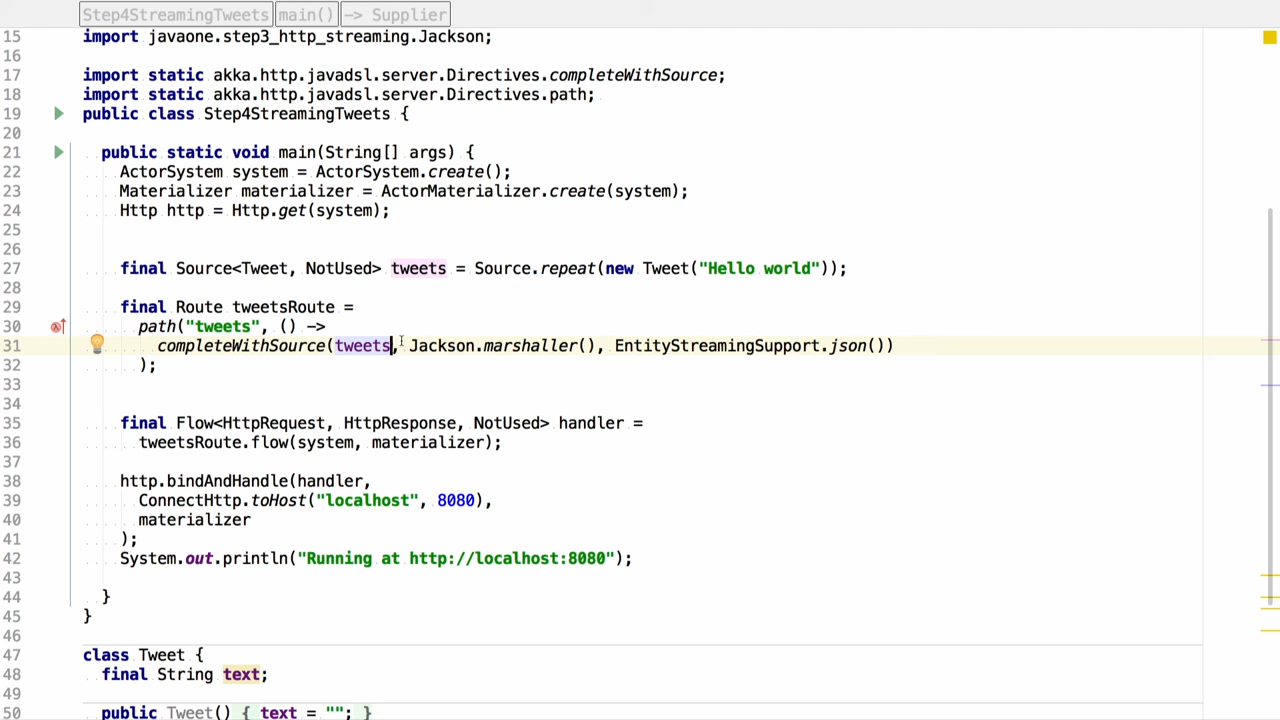 Step4StreamingTweets main() -> Supplier
15 import javaone.step3_http_streaming.Jackson;
16
17 import static akka.http.javadsl.server.Directives.completeWithSource;
18 import static akka.http.javadsl.server.Directives.path;
19 public class Step4StreamingTweets {
20
21 public static void main(String[] args) {
22 ActorSystem system = ActorSystem.create();
23 Materializer materializer = ActorMaterializer.create(system);
24 Http http = Http.get(system);
25
26
27 final Source<Tweet, NotUsed> tweets = Source.repeat(new Tweet("Hello world"));
28
29 final Route tweetsRoute =
30 path("tweets", () ->
31 completeWithSource(tweets, Jackson.marshaller(), EntityStreamingSupport.json())
32 );
33
34
35 final Flow<HttpRequest, HttpResponse, NotUsed> handler =
36 tweetsRoute.flow(system, materializer);
37
38 http.bindAndHandle(handler,
39 ConnectHttp.toHost("localhost", 8080),
40 materializer
41 );
42 System.out.println("Running at http://localhost:8080");
43
44 }
45 }
46
47 class Tweet {
48 final String text;
49
50 public Tweet() { text = ""; }